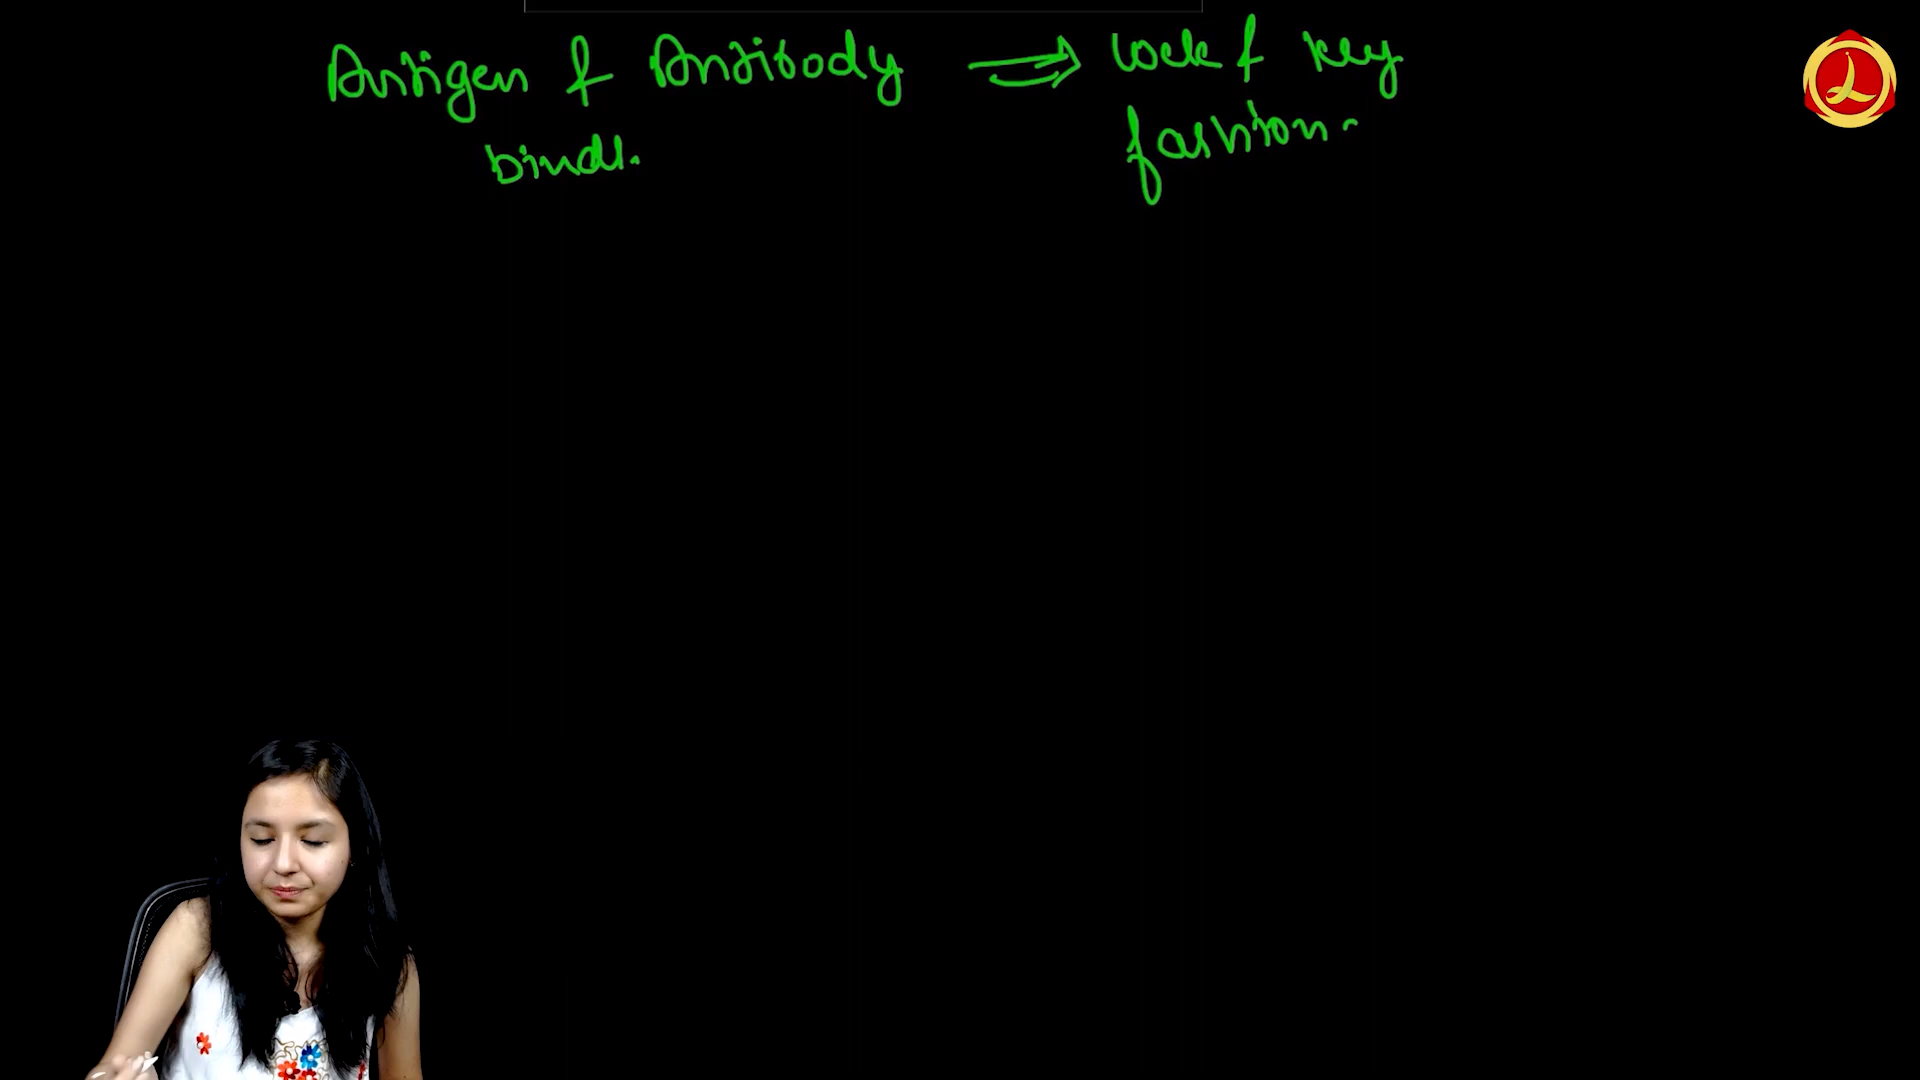 Antigen & Antibody ⇒ lock & key
binds. fashion.